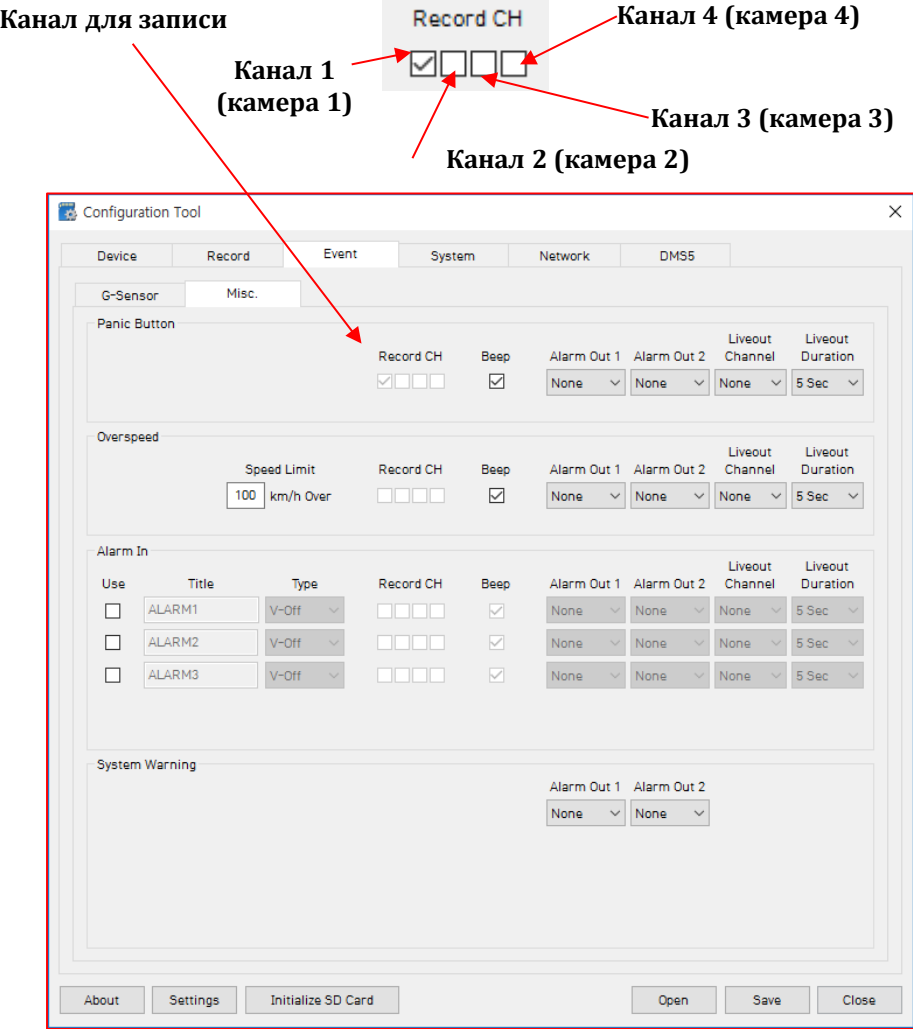 Канал для записи
Record CH
Канал 4 (камера 4)
Канал 1
(камера 1)
Канал 3 (камера 3)
Канал 2 (камера 2)
Configuration Tool
Device Record Event System Network DMS5
G-Sensor Misc.
Panic Button
Liveout Liveout
Record CH Beep Alarm Out 1 Alarm Out 2 Channel Duration
None None None 5 Sec
Overspeed
Liveout Liveout
Speed Limit Record CH Beep Alarm Out 1 Alarm Out 2 Channel Duration
100 km/h Over None None None 5 Sec
Alarm In
Liveout Liveout
Use Title Type Record CH Beep Alarm Out 1 Alarm Out 2 Channel Duration
ALARM1 V-Off None None None 5 Sec
ALARM2 V-Off None None None 5 Sec
ALARM3 V-Off None None None 5 Sec
System Warning
Alarm Out 1 Alarm Out 2
None None
About Settings Initialize SD Card Open Save Close